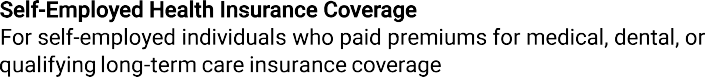 Self-Employed Health Insurance Coverage
For self-employed individuals who paid premiums for medical, dental, or
qualifying long-term care insurance coverage